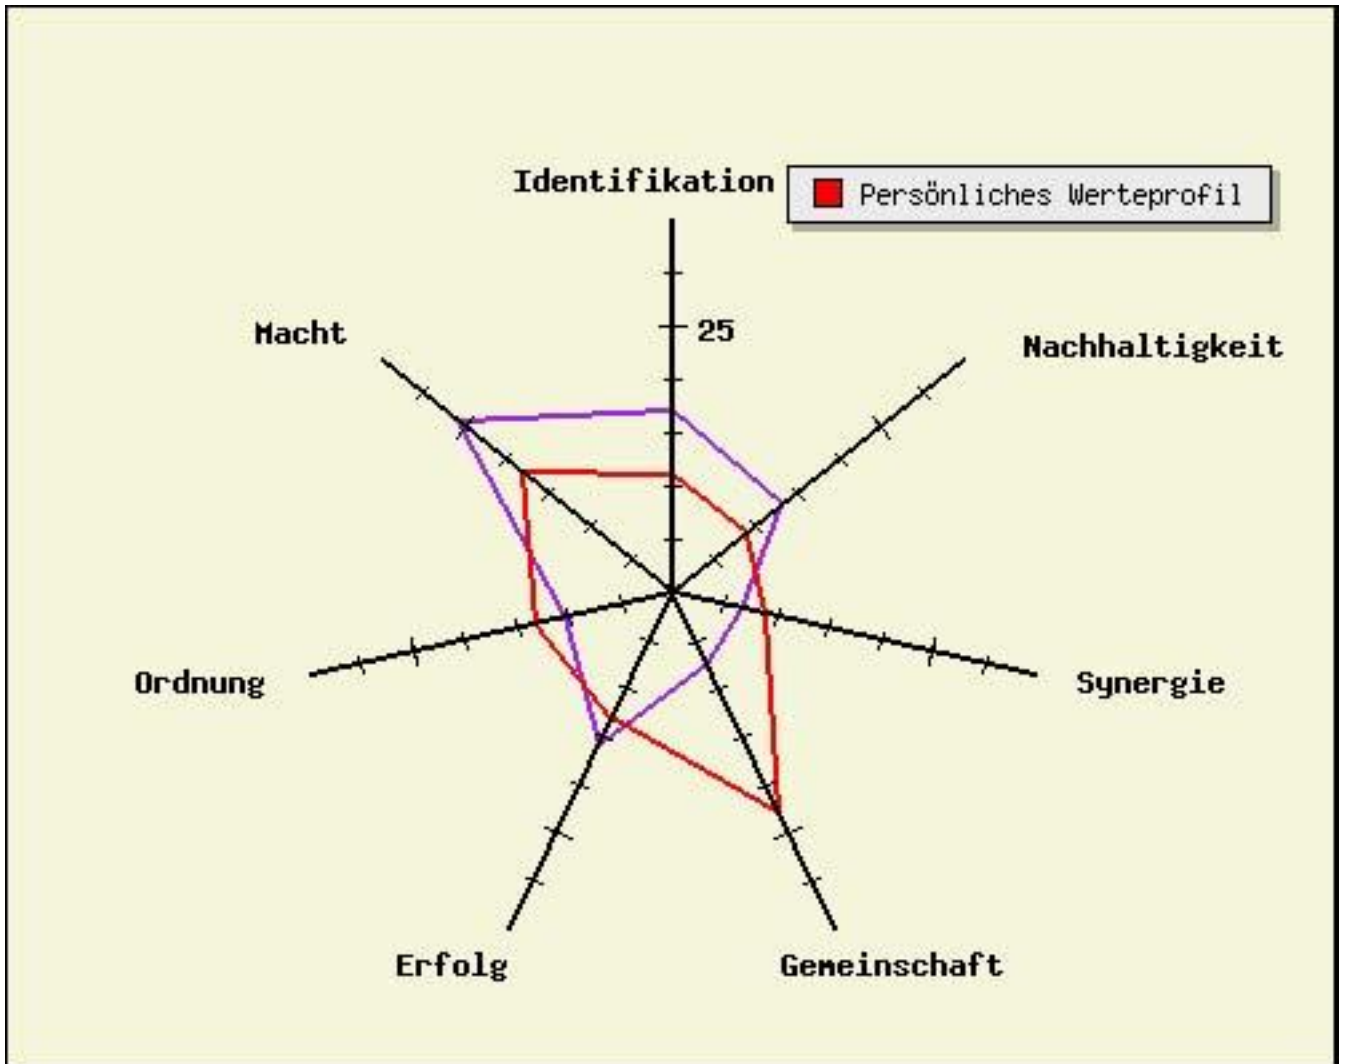 Identifikation
Persönliches Werteprofil
25
Macht
Nachhaltigkeit
Ordnung
Synergie
Erfolg
Gemeinschaft